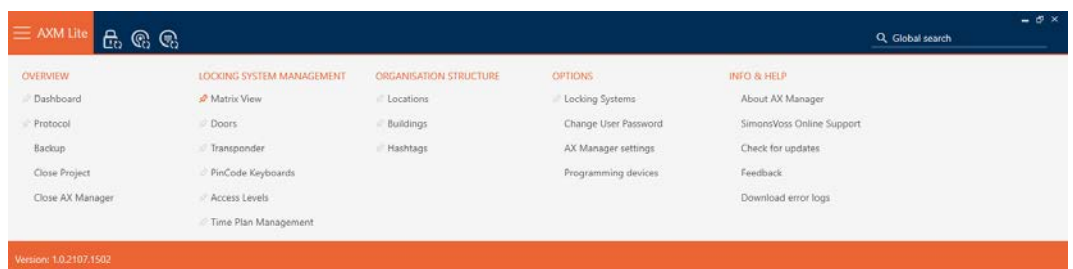 AXM Lite
Global search
OVERVIEW
Dashboard
Protocol
Backup
Close Project
Close AX Manager
LOCKING SYSTEM MANAGEMENT
Matrix View
Doors
Transponder
PinCode Keyboards
Access Levels
Time Plan Management
ORGANISATION STRUCTURE
Locations
Buildings
Hashtags
OPTIONS
Locking Systems
Change User Password
AX Manager settings
Programming devices
INFO & HELP
About AX Manager
SimonsVoss Online Support
Check for updates
Feedback
Download error logs
Version: 1.0.2107.1502